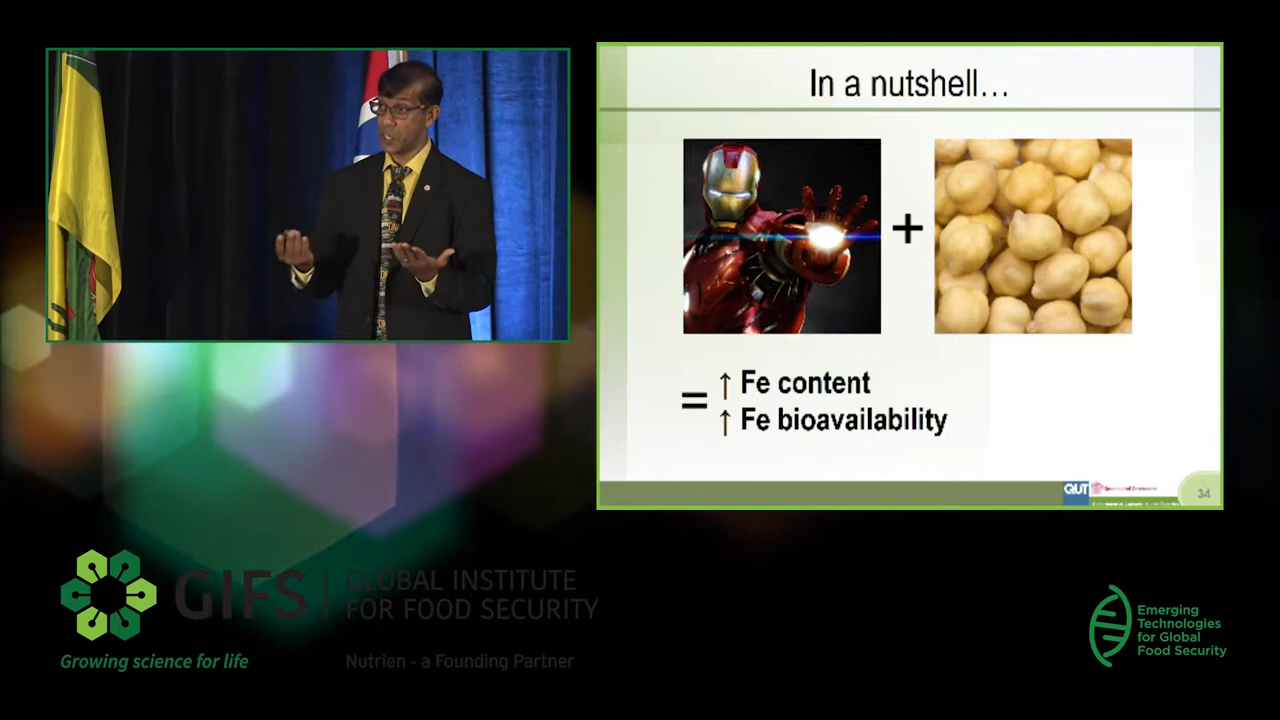 In a nutshell...
+
= ↑ Fe content
↑ Fe bioavailability
QUT
34
GIFS
GLOBAL INSTITUTE
FOR FOOD SECURITY
Growing science for life
Nutrien - a Founding Partner
Emerging
Technologies
for Global
Food Security